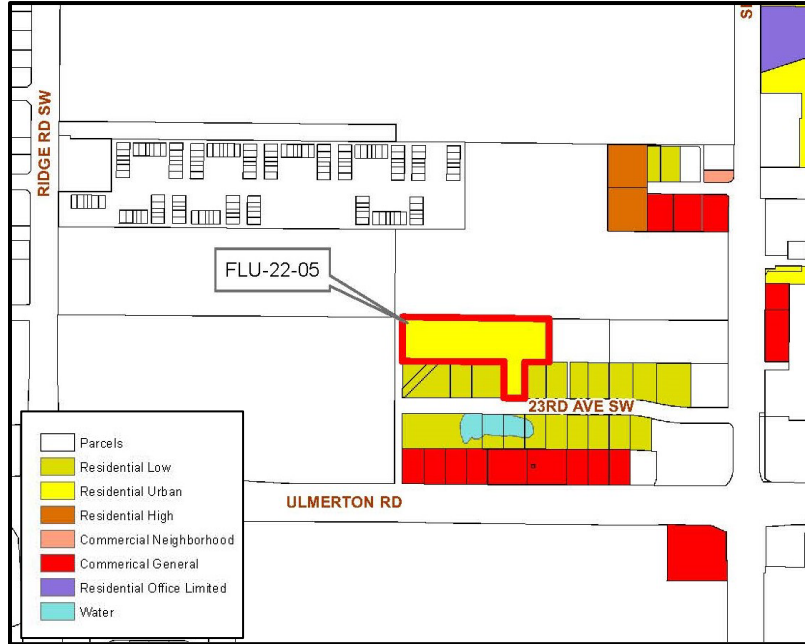 SE
RIDGE RD SW
FLU-22-05
23RD AVE SW
ULMERTON RD
Parcels
Residential Low
Residential Urban
Residential High
Commercial Neighborhood
Commerical General
Residential Office Limited
Water